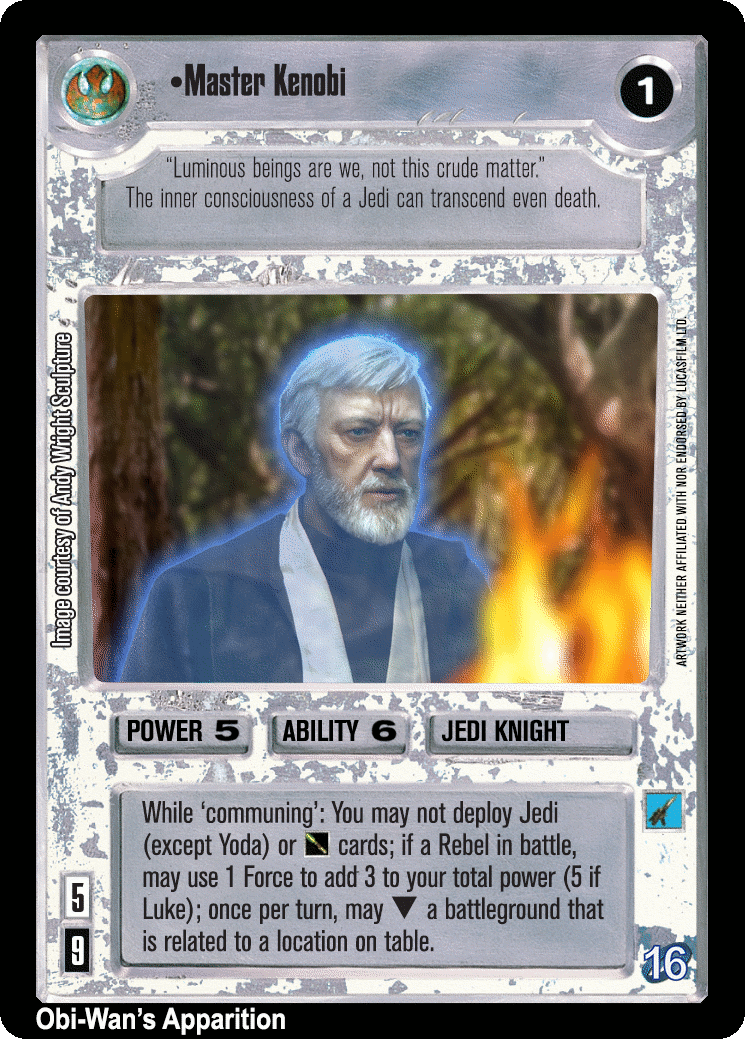 •Master Kenobi
1
“Luminous beings are we, not this crude matter.”
The inner consciousness of a Jedi can transcend even death.
Image courtesy of Andy Wright Sculpture
ARTWORK NEITHER AFFILIATED WITH NOR ENDORSED BY LUCASFILM LTD.
POWER 5
ABILITY 6
JEDI KNIGHT
While ‘communing’: You may not deploy Jedi
(except Yoda) or cards; if a Rebel in battle,
may use 1 Force to add 3 to your total power (5 if
Luke); once per turn, may ▼ a battleground that
is related to a location on table.
5
9
16
Obi-Wan’s Apparition